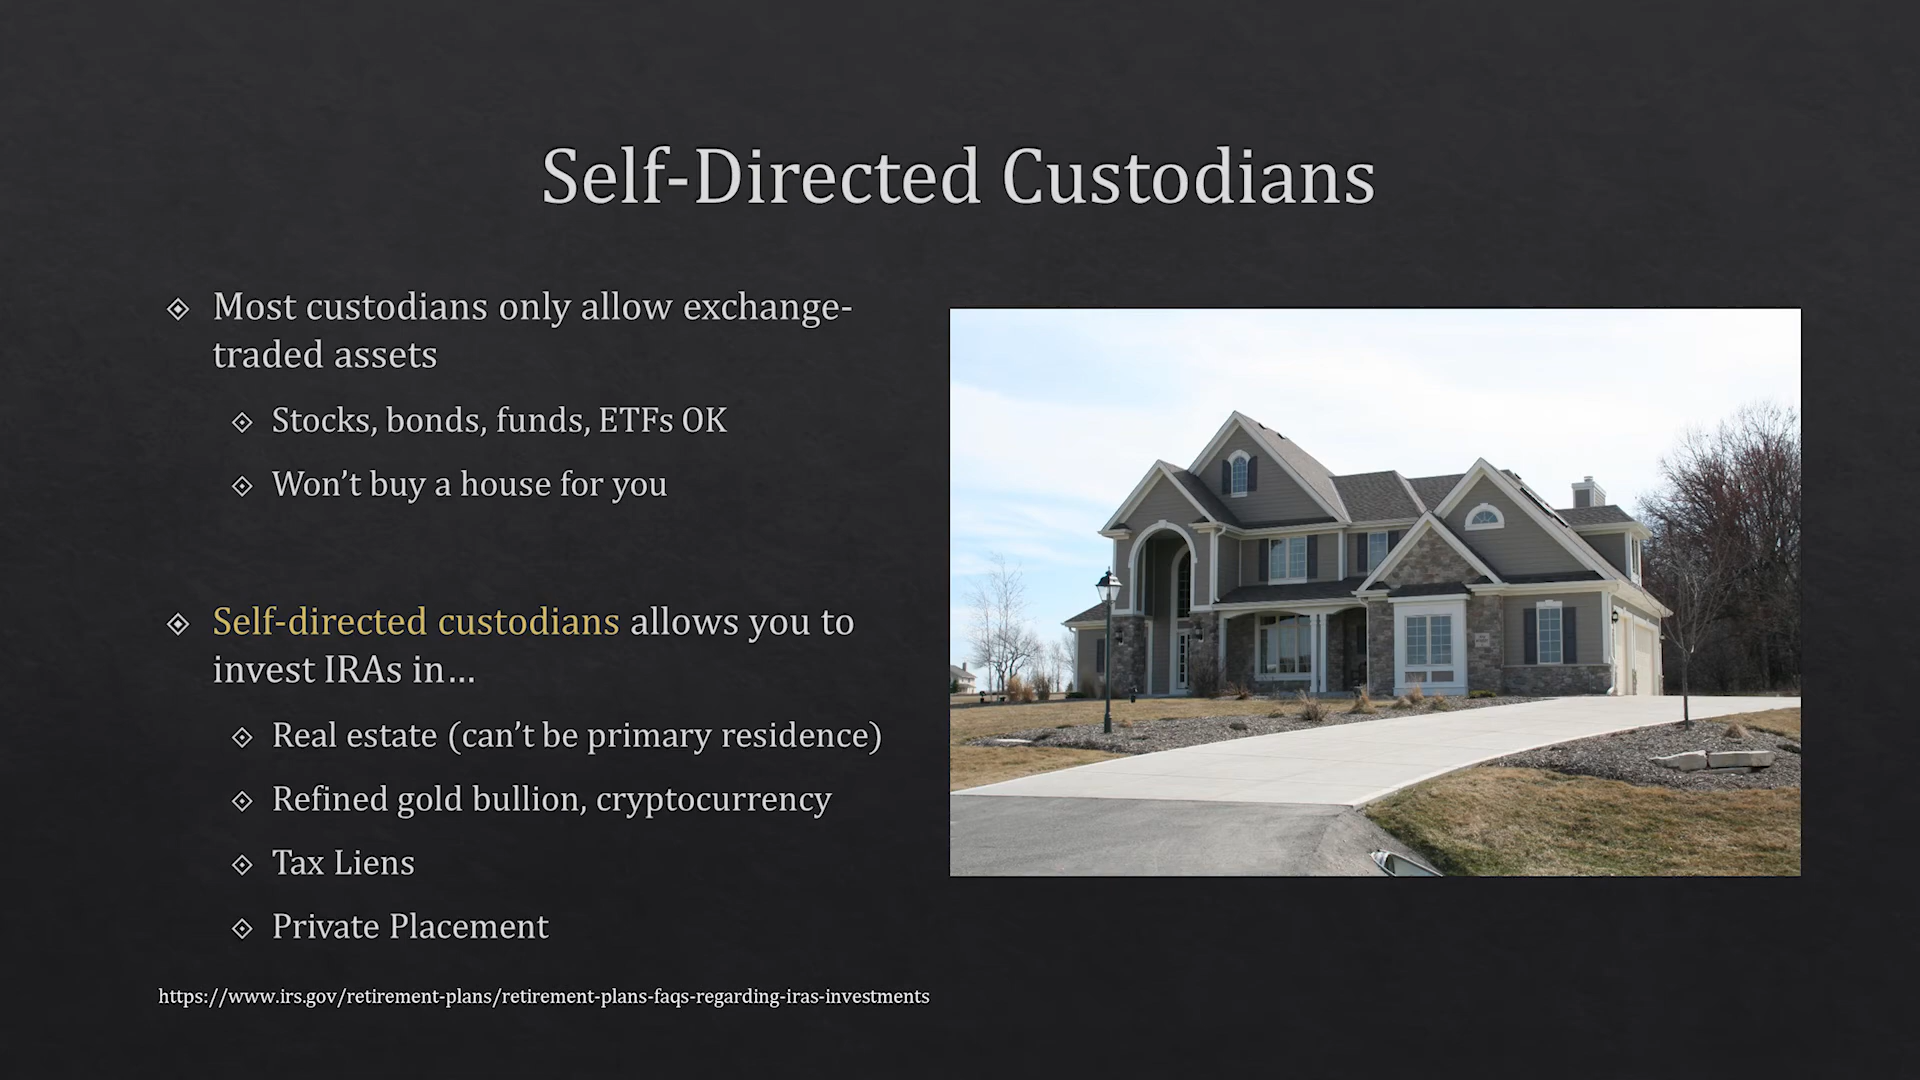 Self-Directed Custodians
Most custodians only allow exchange-
traded assets
Stocks, bonds, funds, ETFs OK
Won’t buy a house for you
Self-directed custodians allows you to
invest IRAs in…
Real estate (can’t be primary residence)
Refined gold bullion, cryptocurrency
Tax Liens
Private Placement
https://www.irs.gov/retirement-plans/retirement-plans-faqs-regarding-iras-investments